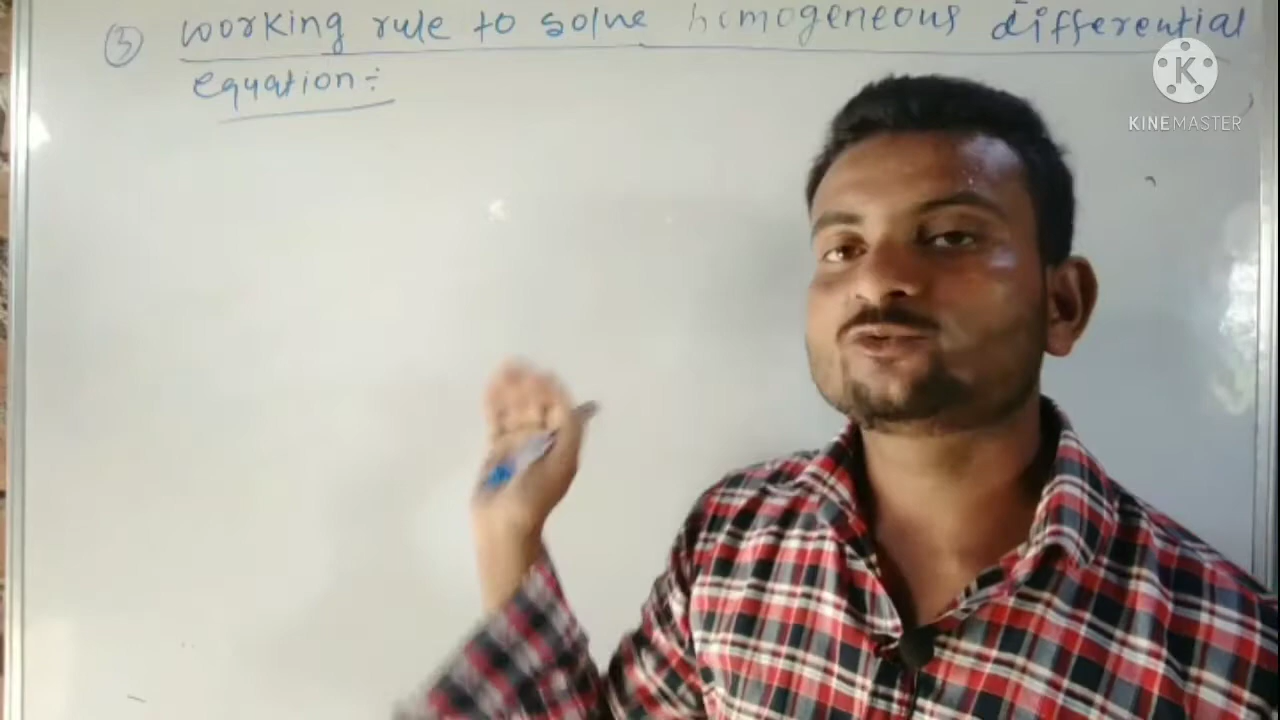 ③ working rule to solve homogeneous differential
equation :-
K
KINEMASTER